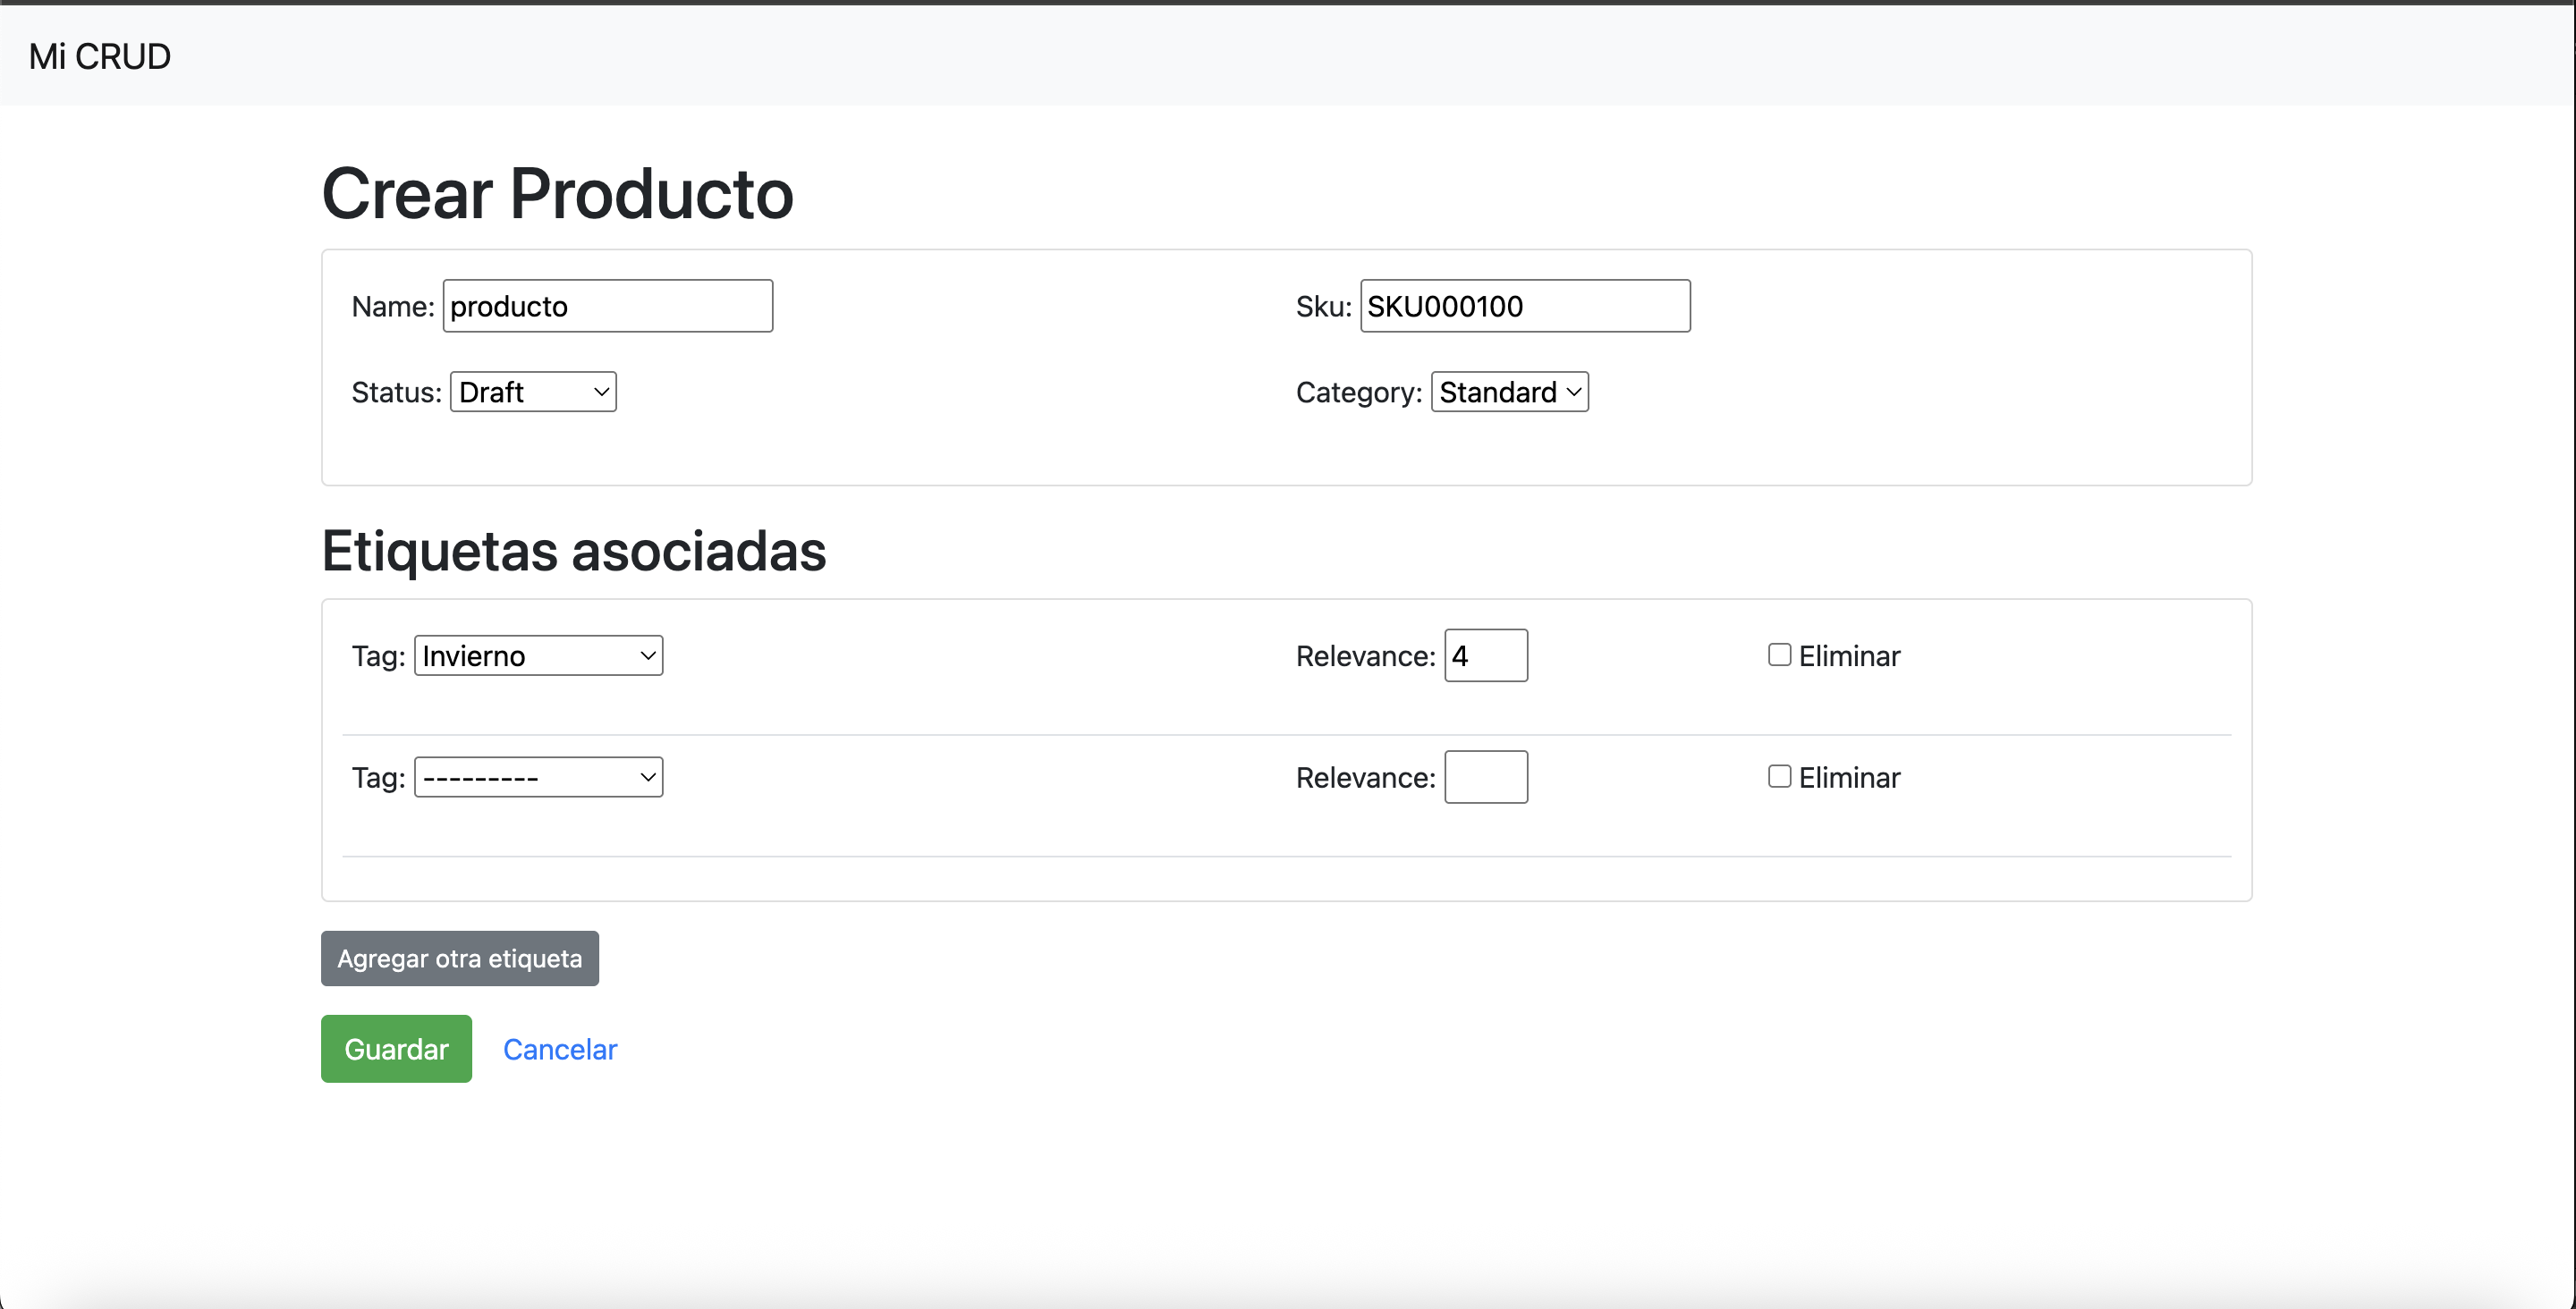 Mi CRUD
Crear Producto
Name: producto Sku: SKU000100
Status: Draft Category: Standard
Etiquetas asociadas
Tag: Invierno Relevance: 4 Eliminar
Tag: --------- Relevance: Eliminar
Agregar otra etiqueta
Guardar Cancelar